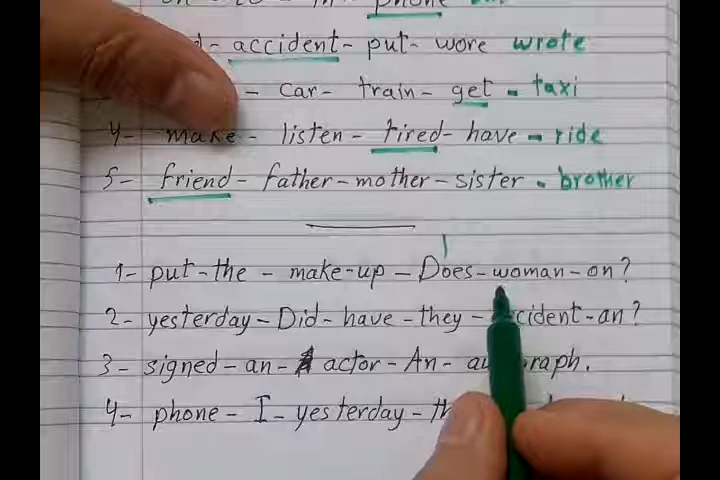 phone
accident - put - wore wrote
- car - train - get - taxi
4- make - listen - tired - have - ride
5- friend - father - mother - sister - brother
1- put - the - make-up - Does - woman - on?
2- yesterday - Did - have - they - - an?
3- signed - an - actor - An -
4- phone - I - yesterday -